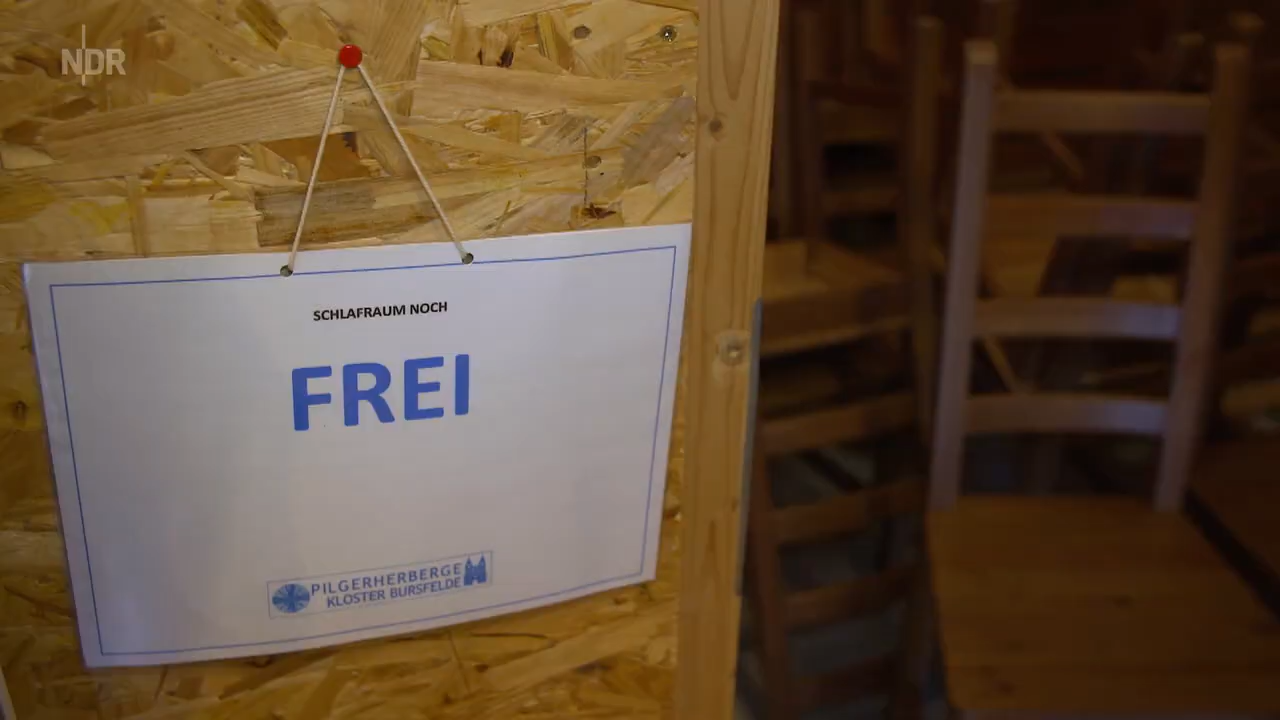 NDR
SCHLAFRAUM NOCH
FREI
PILGERHERBERGE
KLOSTER BURSFELDE